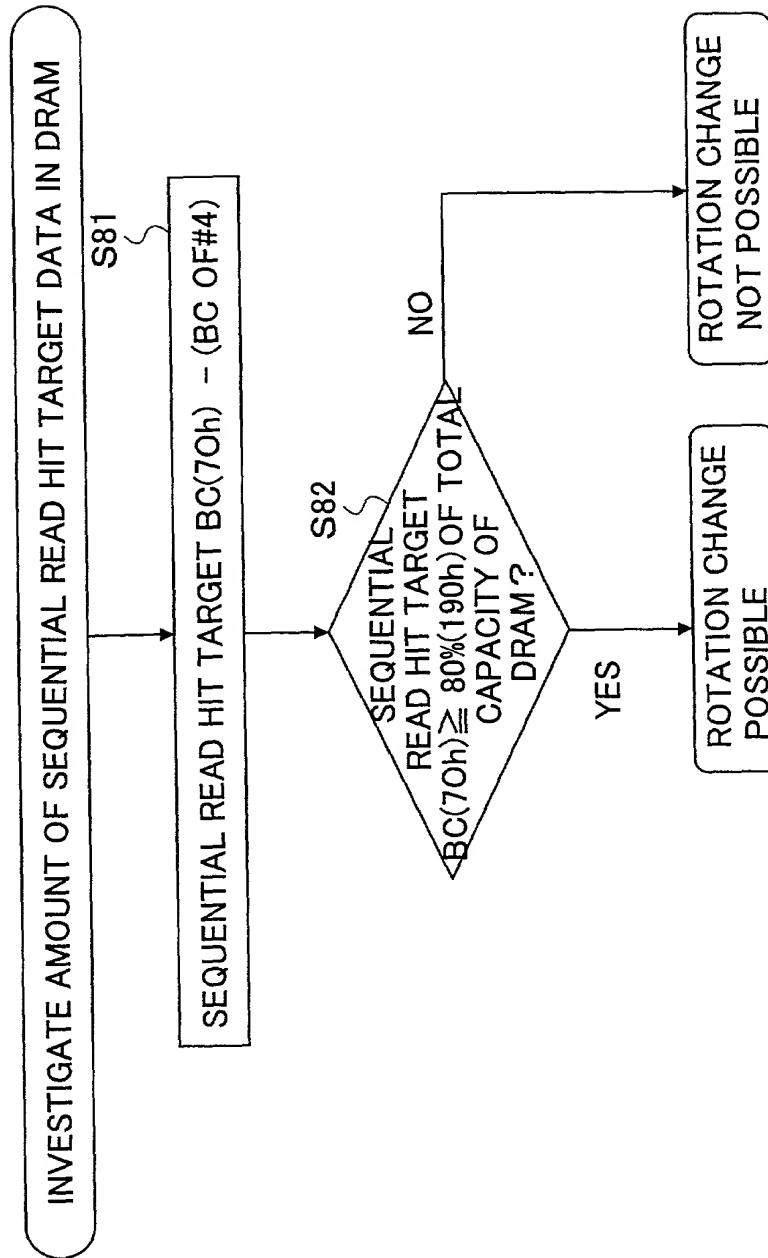 INVESTIGATE AMOUNT OF SEQUENTIAL READ HIT TARGET DATA IN DRAM
S81
SEQUENTIAL READ HIT TARGET BC(70h) - (BC OF#4)
S82
SEQUENTIAL
READ HIT TARGET
BC(70h)≧ 80%(190h) OF TOTAL
CAPACITY OF
DRAM?
NO
YES
ROTATION CHANGE
POSSIBLE
ROTATION CHANGE
NOT POSSIBLE